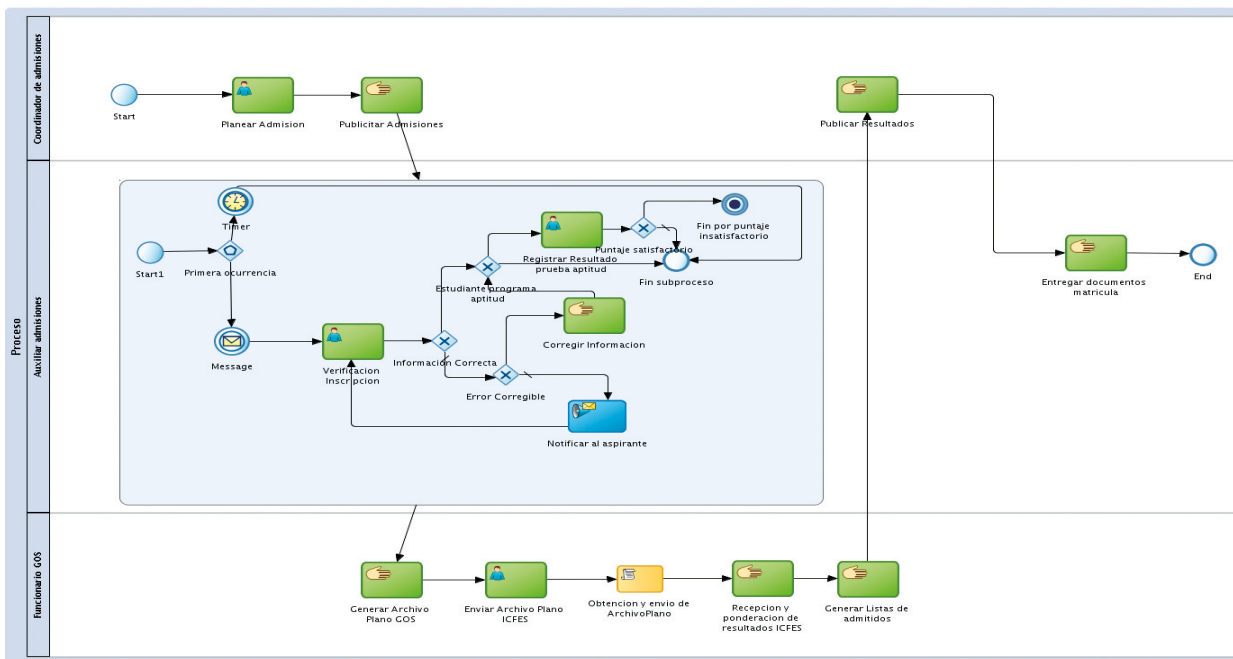 Proceso
Coordinador de admisiones
Start
Planear Admision
Publicitar Admisiones
Publicar Resultados
Auxiliar admisiones
Timer
Start1
Primera ocurrencia
Message
Verificacion
Inscripcion
Información Correcta
Estudiante programa
aptitud
Registrar Resultado
prueba aptitud
Puntaje satisfactorio
Fin por puntaje
insatisfactorio
Fin subproceso
Corregir Informacion
Error Corregible
Notificar al aspirante
Entregar documentos
matricula
End
Funcionario GOS
Generar Archivo
Plano GOS
Enviar Archivo Plano
ICFES
Obtencion y envio de
ArchivoPlano
Recepcion y
ponderacion de
resultados ICFES
Generar Listas de
admitidos